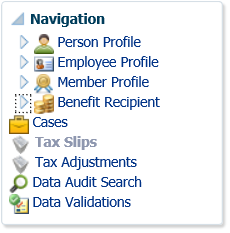 Navigation
Person Profile
Employee Profile
Member Profile
Benefit Recipient
Cases
Tax Slips
Tax Adjustments
Data Audit Search
Data Validations